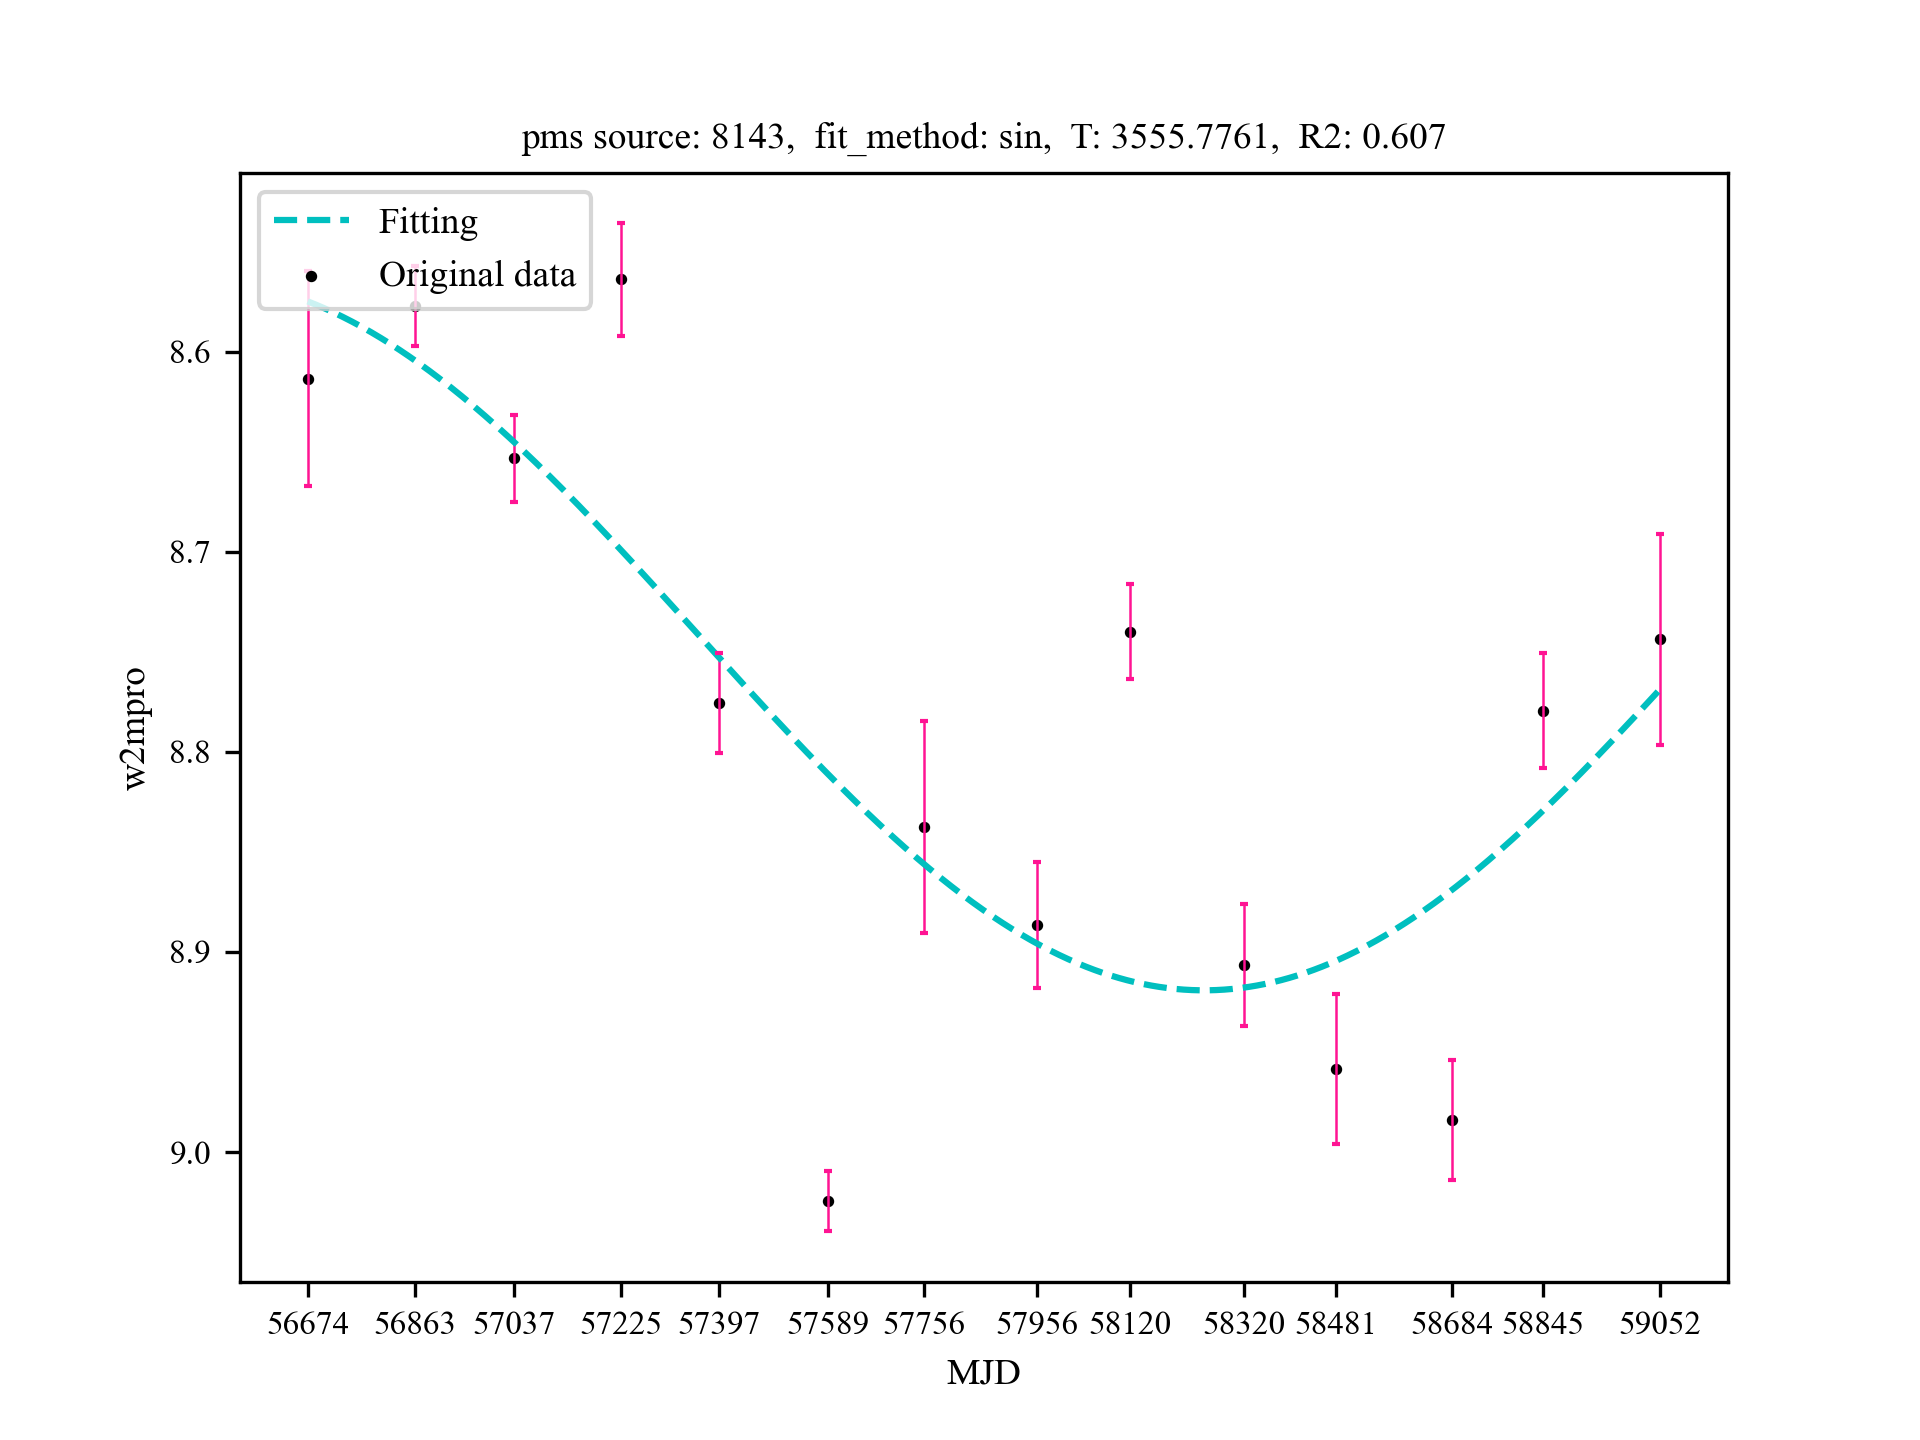 pms source: 8143,  fit_method: sin,  T: 3555.7761,  R2: 0.607
Fitting
Original data
8.6
8.7
8.8
8.9
9.0
w2mpro
56674 56863 57037 57225 57397 57589 57756 57956 58120 58320 58481 58684 58845 59052
MJD